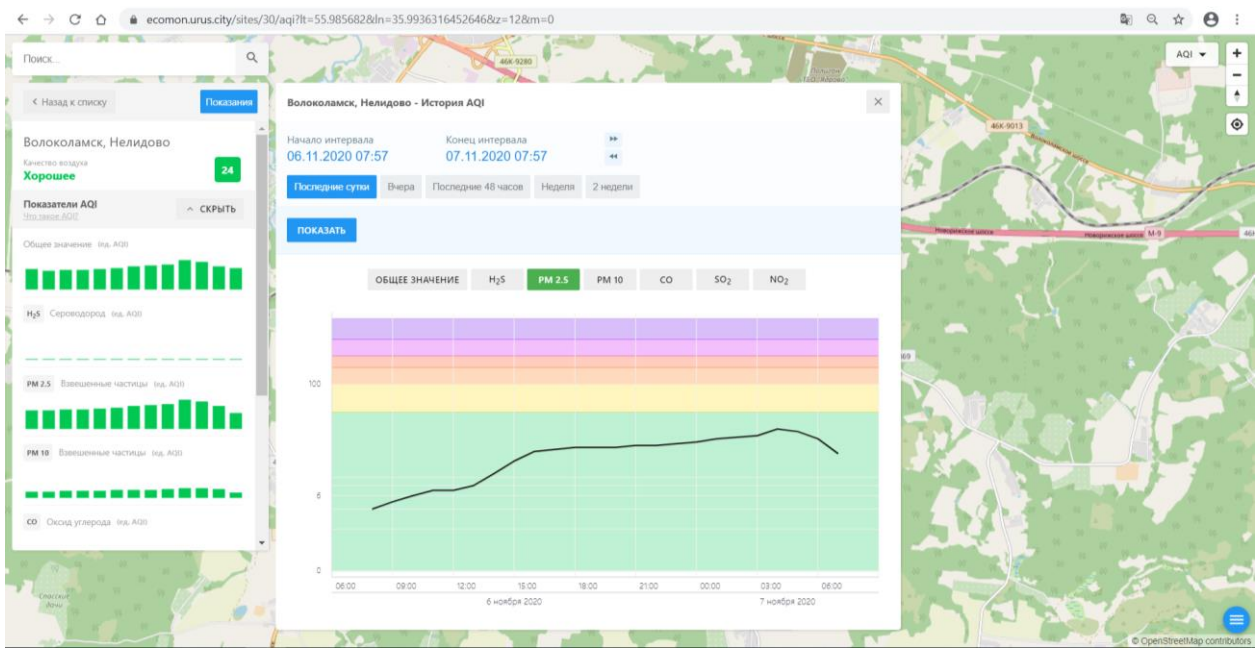 ecomon.urus.city/sites/30/aqi?lt=55.985682&ln=35.9936316452646&z=12&m=0
Поиск...
46К-9280
AQI
Назад к списку
Показания
Волоколамск, Нелидово - История AQI
46К-9013
Волоколамск, Нелидово
Качество воздуха
Хорошее
24
Начало интервала
Конец интервала
06.11.2020 07:57
07.11.2020 07:57
Последние сутки
Вчера
Последние 48 часов
Неделя
2 недели
Показатели AQI
Что такое AQI?
СКРЫТЬ
ПОКАЗАТЬ
Новорижское шоссе
Новорижское шоссе
М-9
Общее значение (ед. AQI)
ОБЩЕЕ ЗНАЧЕНИЕ
H2S
PM 2.5
PM 10
CO
SO2
NO2
H2S Сероводород (ед. AQI)
PM 2.5 Взвешенные частицы (ед. AQI)
100
PM 10 Взвешенные частицы (ед. AQI)
6
CO Оксид углерода (ед. AQI)
0
06:00
09:00
12:00
15:00
18:00
21:00
00:00
03:00
06:00
6 ноября 2020
7 ноября 2020
© OpenStreetMap contributors